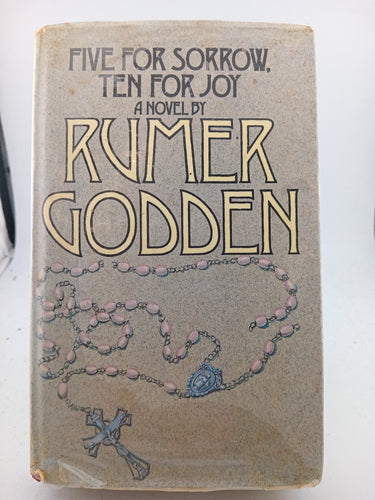 FIVE FOR SORROW,
TEN FOR JOY
A NOVEL BY
RUMER
GODDEN